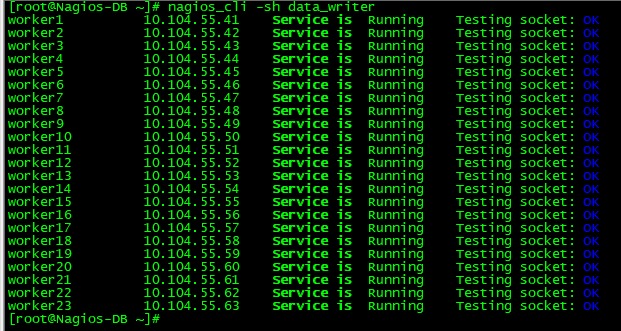 [root@Nagios-DB ~]# nagios_cli -sh data_writer
worker1 10.104.55.41 Service is Running Testing socket: OK
worker2 10.104.55.42 Service is Running Testing socket: OK
worker3 10.104.55.43 Service is Running Testing socket: OK
worker4 10.104.55.44 Service is Running Testing socket: OK
worker5 10.104.55.45 Service is Running Testing socket: OK
worker6 10.104.55.46 Service is Running Testing socket: OK
worker7 10.104.55.47 Service is Running Testing socket: OK
worker8 10.104.55.48 Service is Running Testing socket: OK
worker9 10.104.55.49 Service is Running Testing socket: OK
worker10 10.104.55.50 Service is Running Testing socket: OK
worker11 10.104.55.51 Service is Running Testing socket: OK
worker12 10.104.55.52 Service is Running Testing socket: OK
worker13 10.104.55.53 Service is Running Testing socket: OK
worker14 10.104.55.54 Service is Running Testing socket: OK
worker15 10.104.55.55 Service is Running Testing socket: OK
worker16 10.104.55.56 Service is Running Testing socket: OK
worker17 10.104.55.57 Service is Running Testing socket: OK
worker18 10.104.55.58 Service is Running Testing socket: OK
worker19 10.104.55.59 Service is Running Testing socket: OK
worker20 10.104.55.60 Service is Running Testing socket: OK
worker21 10.104.55.61 Service is Running Testing socket: OK
worker22 10.104.55.62 Service is Running Testing socket: OK
worker23 10.104.55.63 Service is Running Testing socket: OK
[root@Nagios-DB ~]#